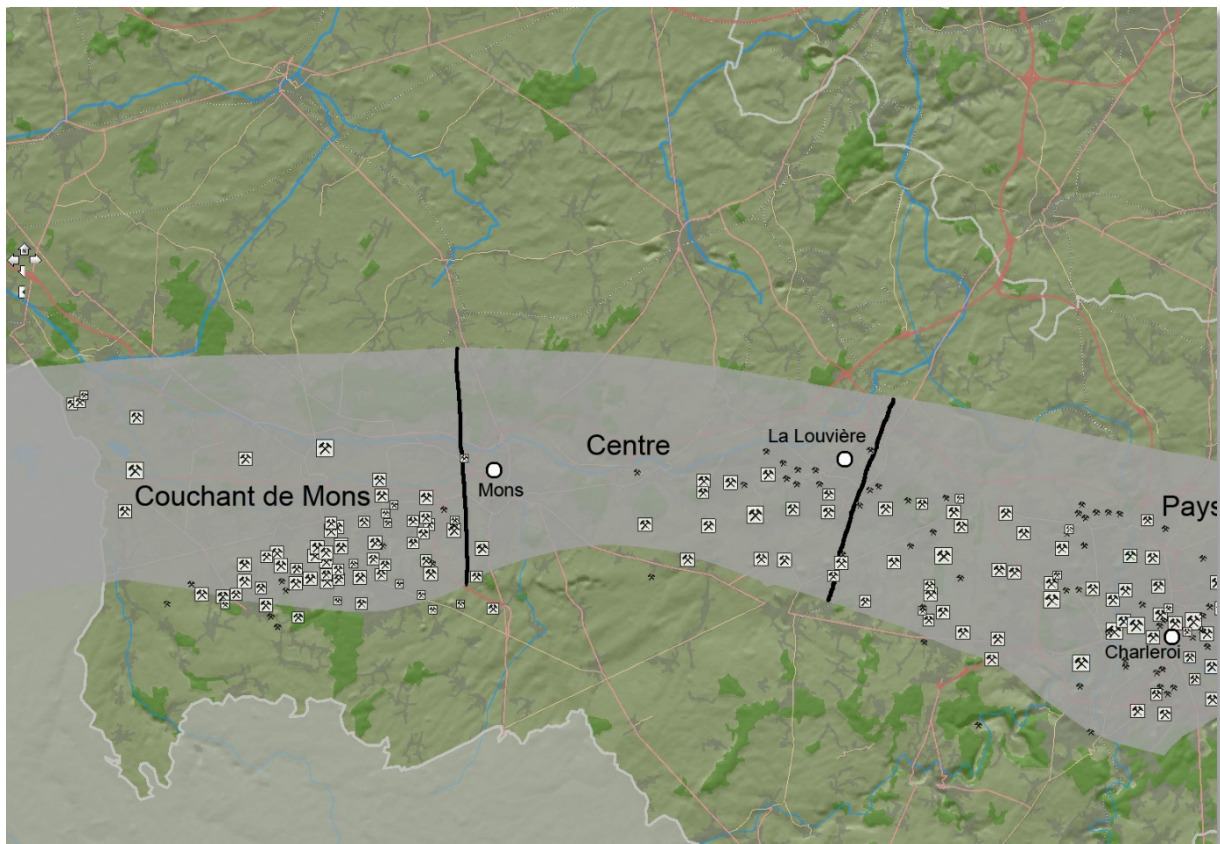 Centre
La Louvière
Couchant de Mons
Mons
Pays
Charleroi